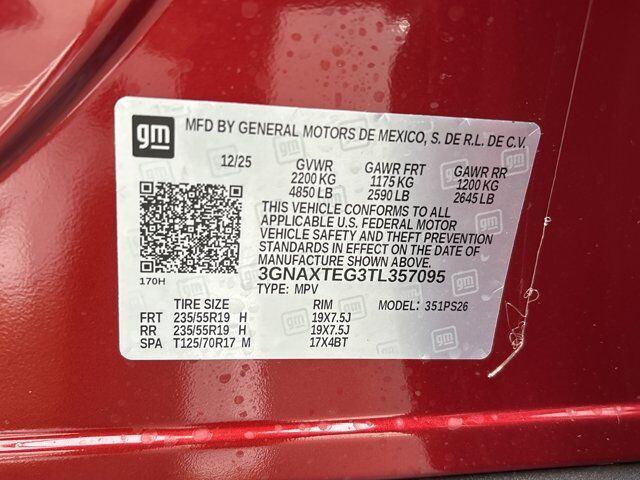 gm MFD BY GENERAL MOTORS DE MEXICO, S. DE R.L. DE C.V.
12/25 GVWR GAWR FRT GAWR RR
2200 KG 1175 KG 1200 KG
4850 LB 2590 LB 2645 LB
THIS VEHICLE CONFORMS TO ALL
APPLICABLE U.S. FEDERAL MOTOR
VEHICLE SAFETY AND THEFT PREVENTION
STANDARDS IN EFFECT ON THE DATE OF
MANUFACTURE SHOWN ABOVE.
170H 3GNAXTEG3TL357095
TYPE: MPV MODEL: 351PS26
TIRE SIZE RIM
FRT 235/55R19 H 19X7.5J
RR 235/55R19 H 19X7.5J
SPA T125/70R17 M 17X4BT